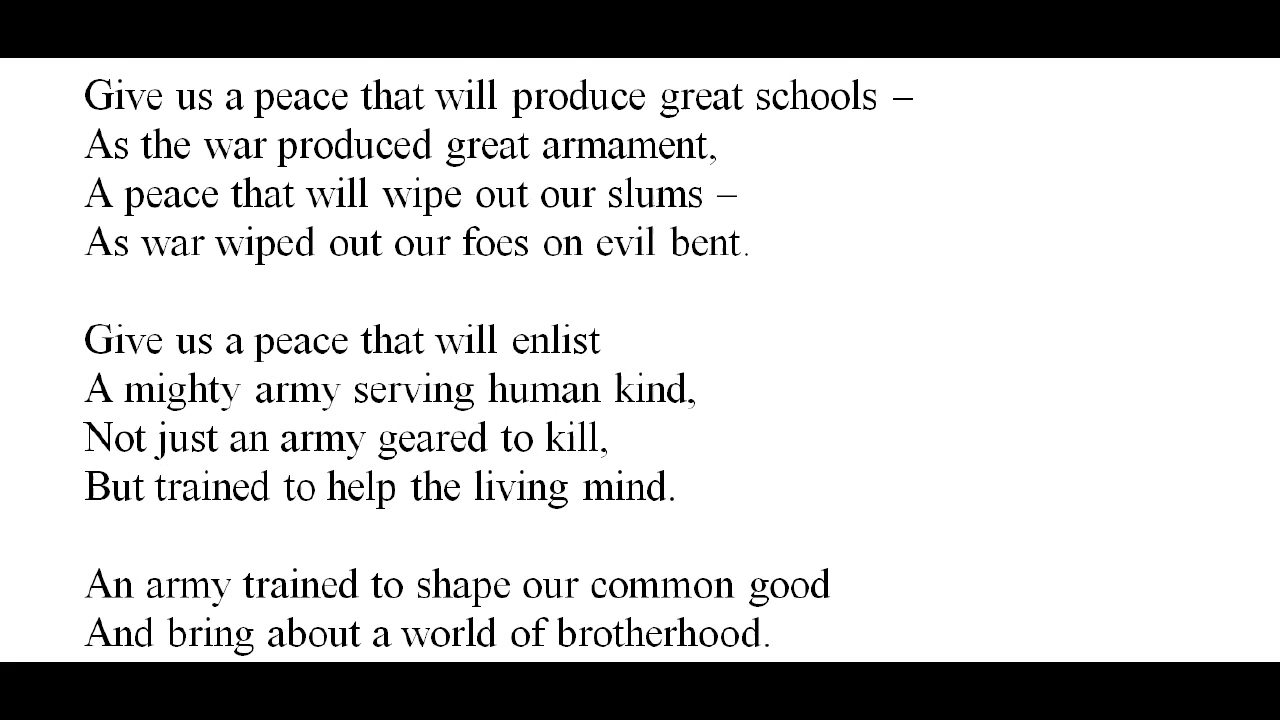 Give us a peace that will produce great schools –
As the war produced great armament,
A peace that will wipe out our slums –
As war wiped out our foes on evil bent.
Give us a peace that will enlist
A mighty army serving human kind,
Not just an army geared to kill,
But trained to help the living mind.
An army trained to shape our common good
And bring about a world of brotherhood.